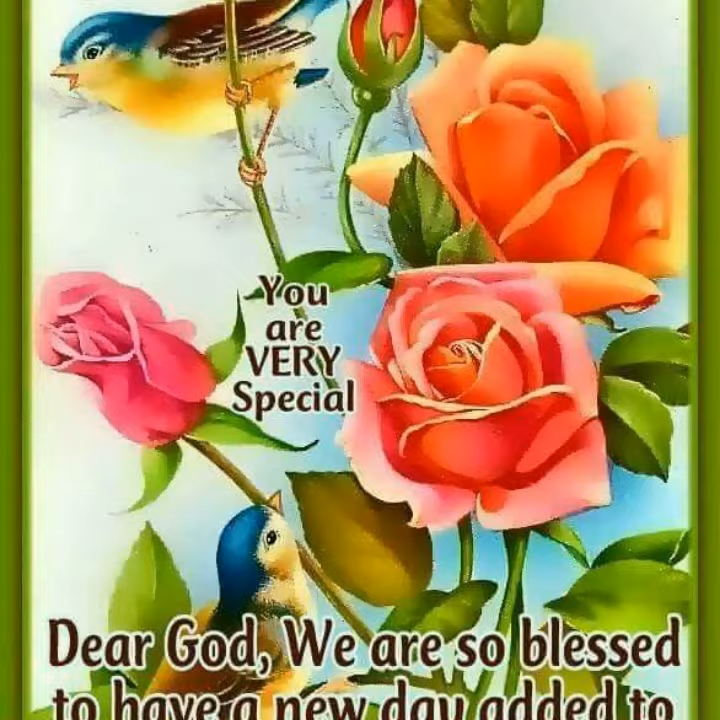 You
are
VERY
Special
Dear God, We are so blessed
to have a new day added to